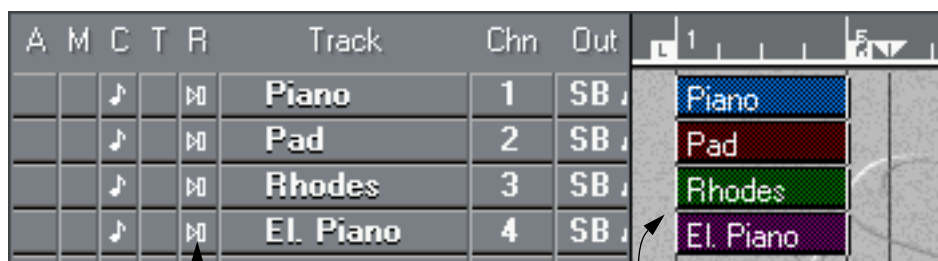 A M C T R Track Chn Out L 1 5
Piano 1 SB Piano
Pad 2 SB Pad
Rhodes 3 SB Rhodes
El. Piano 4 SB El. Piano